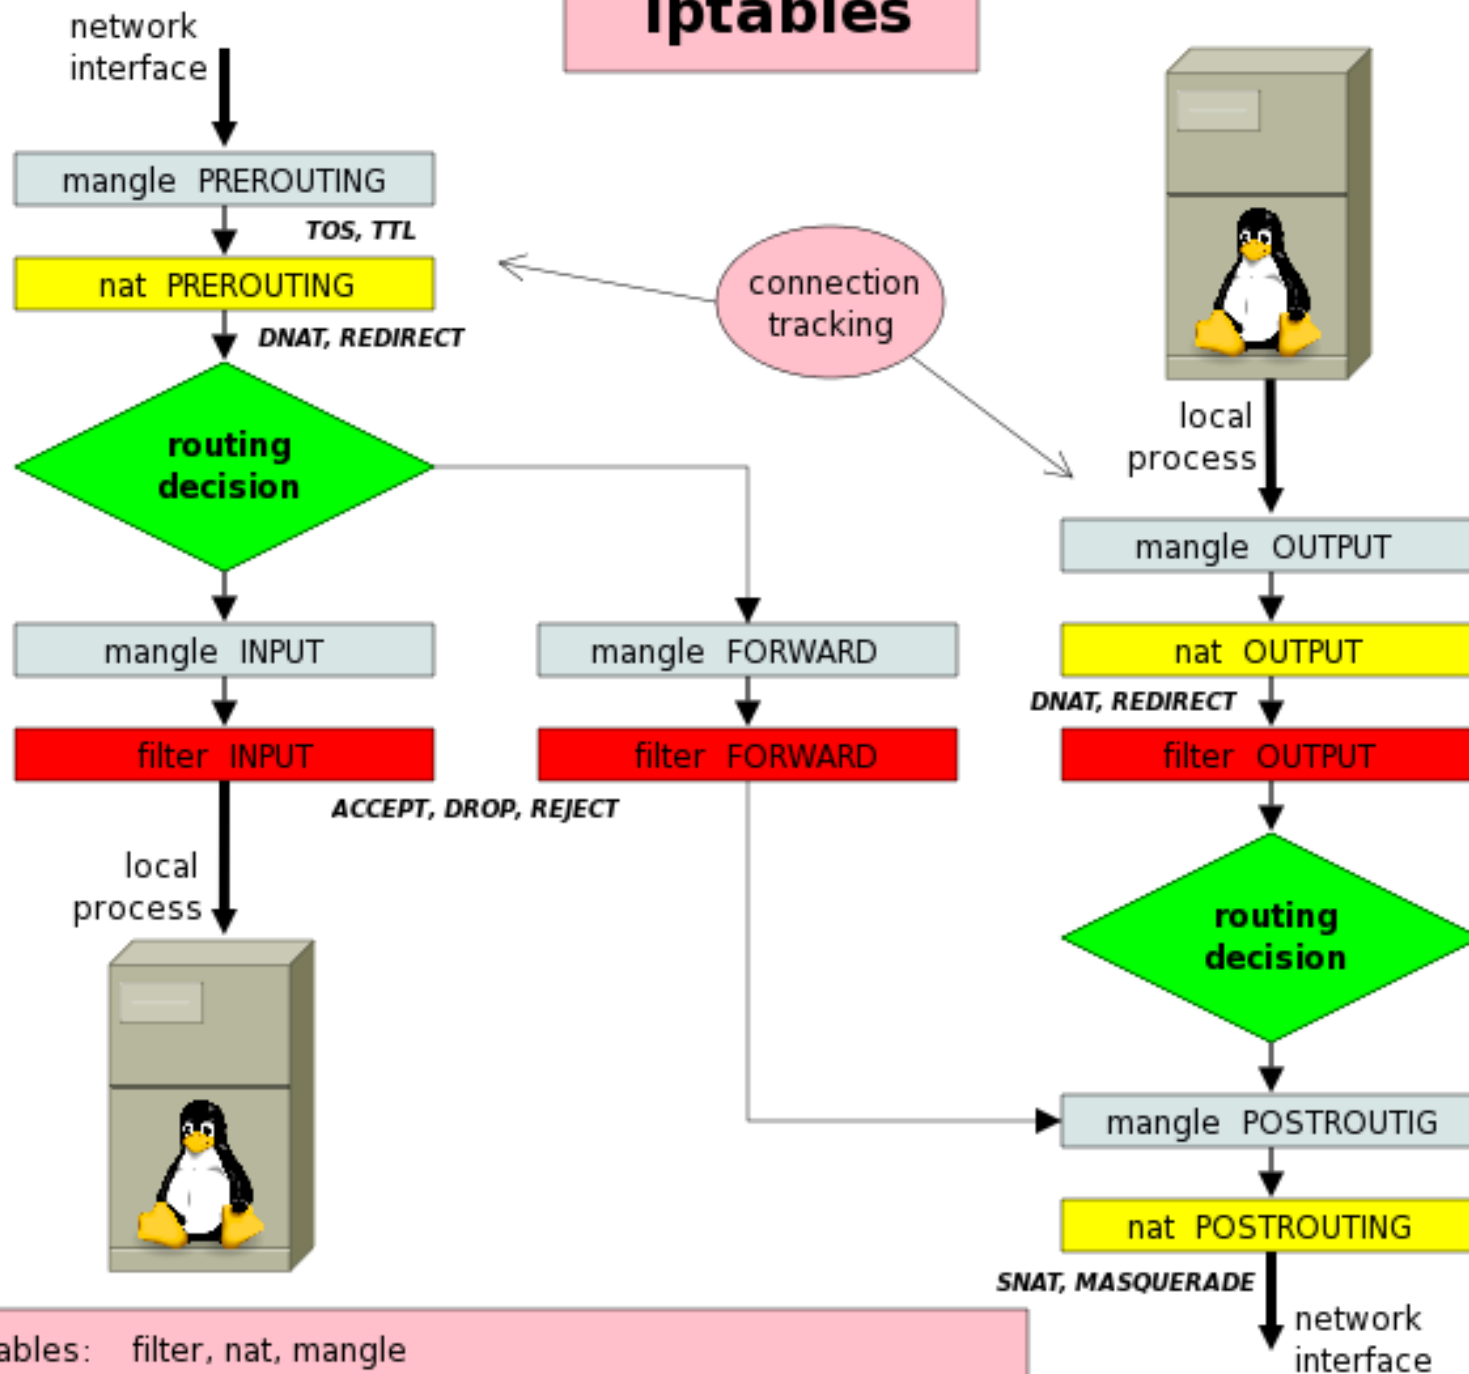 iptables
network
interface
mangle PREROUTING
TOS, TTL
nat PREROUTING
DNAT, REDIRECT
routing
decision
connection
tracking
mangle INPUT
filter INPUT
mangle FORWARD
filter FORWARD
ACCEPT, DROP, REJECT
local
process
local
process
mangle OUTPUT
nat OUTPUT
DNAT, REDIRECT
filter OUTPUT
routing
decision
mangle POSTROUTIG
nat POSTROUTING
SNAT, MASQUERADE
network
interface
ables: filter, nat, mangle